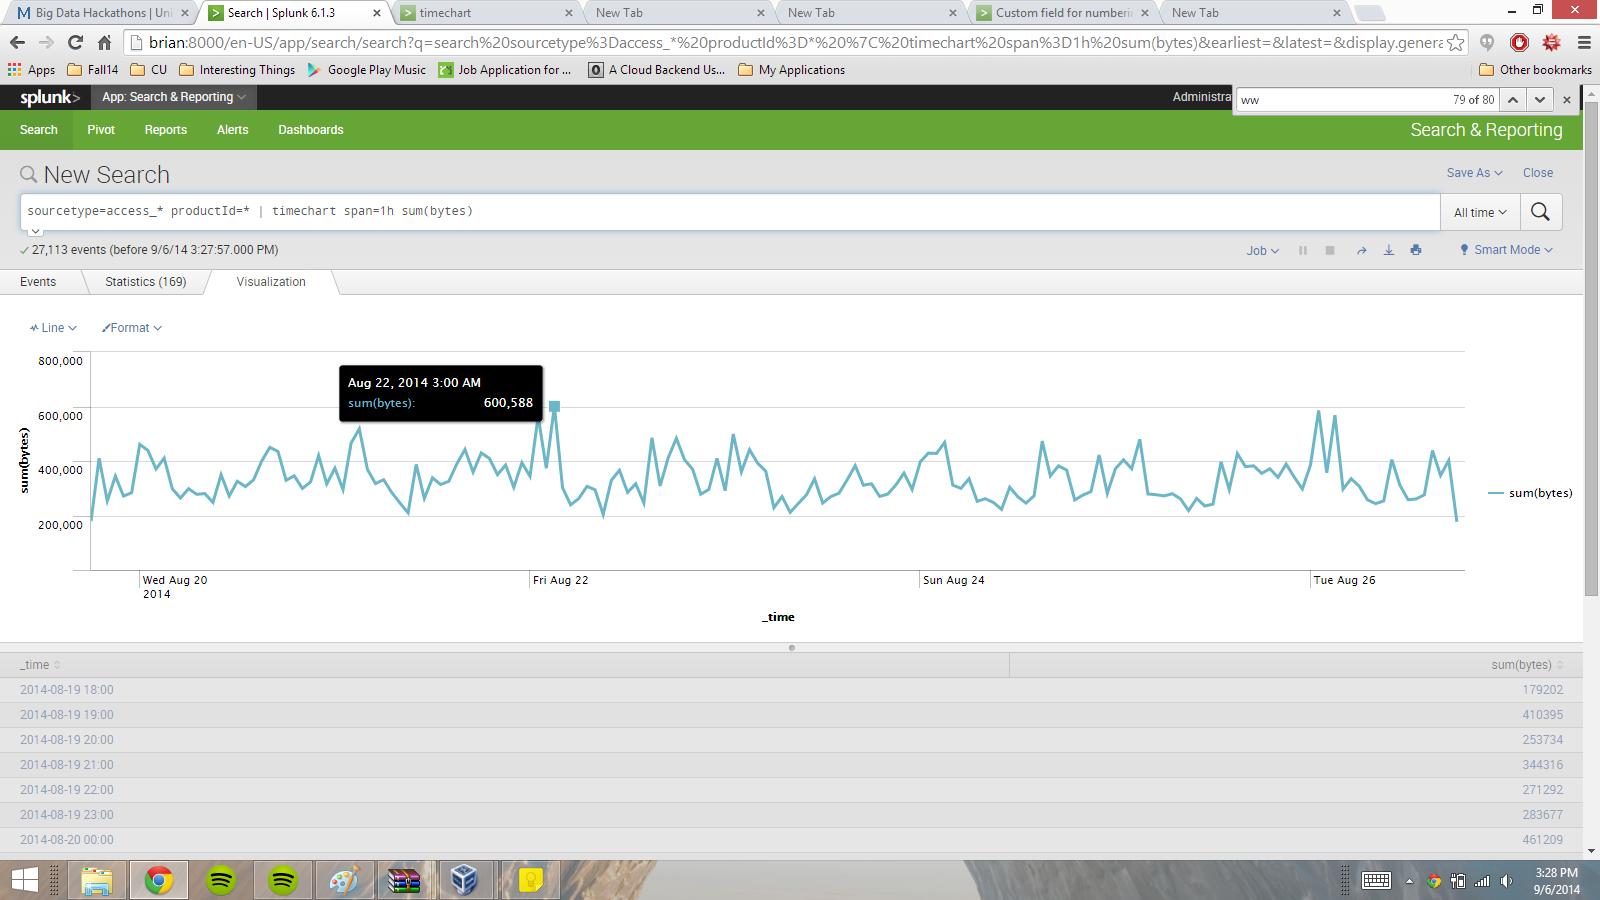 Big Data Hackathons | Uni
Search | Splunk 6.1.3
timechart
New Tab
New Tab
Custom field for numberin
New Tab
brian:8000/en-US/app/search/search?q=search%20sourcetype%3Daccess_*%20productId%3D*%20%7C%20timechart%20span%3D1h%20sum(bytes)&earliest=&latest=&display.genera
Apps
Fall14
CU
Interesting Things
Google Play Music
Job Application for ...
A Cloud Backend Us...
My Applications
Other bookmarks
splunk>
App: Search & Reporting
Administra
ww
79 of 80
Search
Pivot
Reports
Alerts
Dashboards
Search & Reporting
New Search
Save As
Close
sourcetype=access_* productId=* | timechart span=1h sum(bytes)
All time
27,113 events (before 9/6/14 3:27:57.000 PM)
Job
Smart Mode
Events
Statistics (169)
Visualization
Line
Format
800,000
600,000
400,000
200,000
sum(bytes)
Aug 22, 2014 3:00 AM
sum(bytes): 600,588
sum(bytes)
Wed Aug 20
2014
Fri Aug 22
Sun Aug 24
Tue Aug 26
_time
_time sum(bytes)
2014-08-19 18:00 179202
2014-08-19 19:00 410395
2014-08-19 20:00 253734
2014-08-19 21:00 344316
2014-08-19 22:00 271292
2014-08-19 23:00 283677
2014-08-20 00:00 461209
3:28 PM
9/6/2014